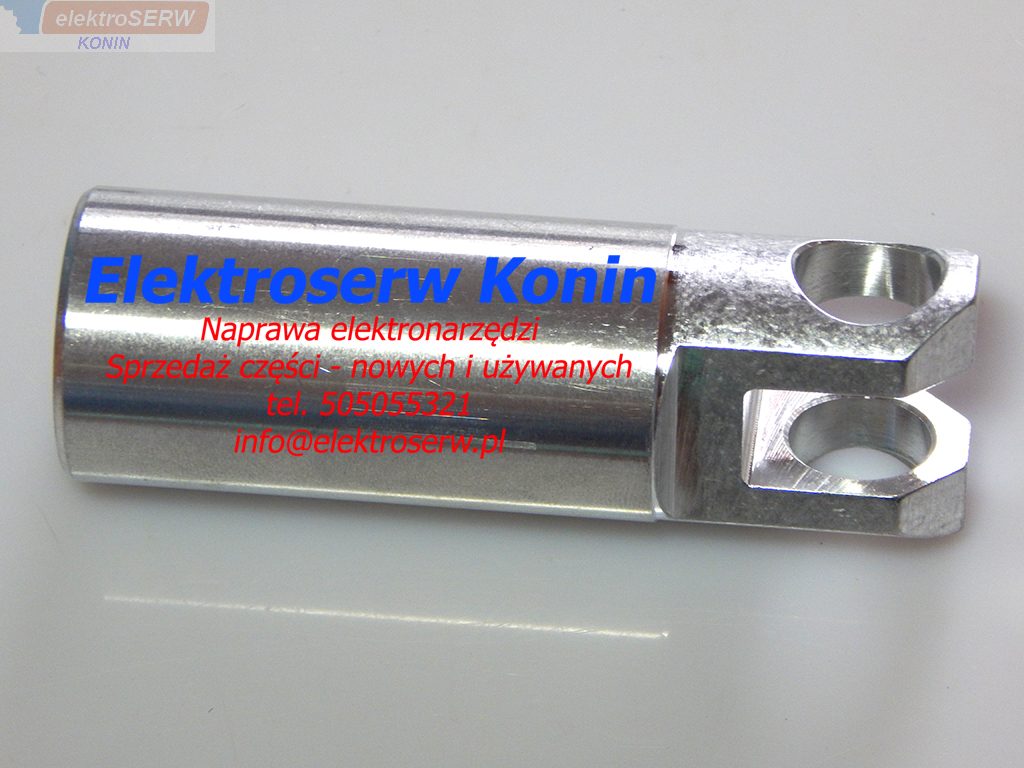 elektroSERW
KONIN
Elektroserw Konin
Naprawa elektronarzędzi
Sprzedaż części - nowych i używanych
tel. 505055321
info@elektroserw.pl